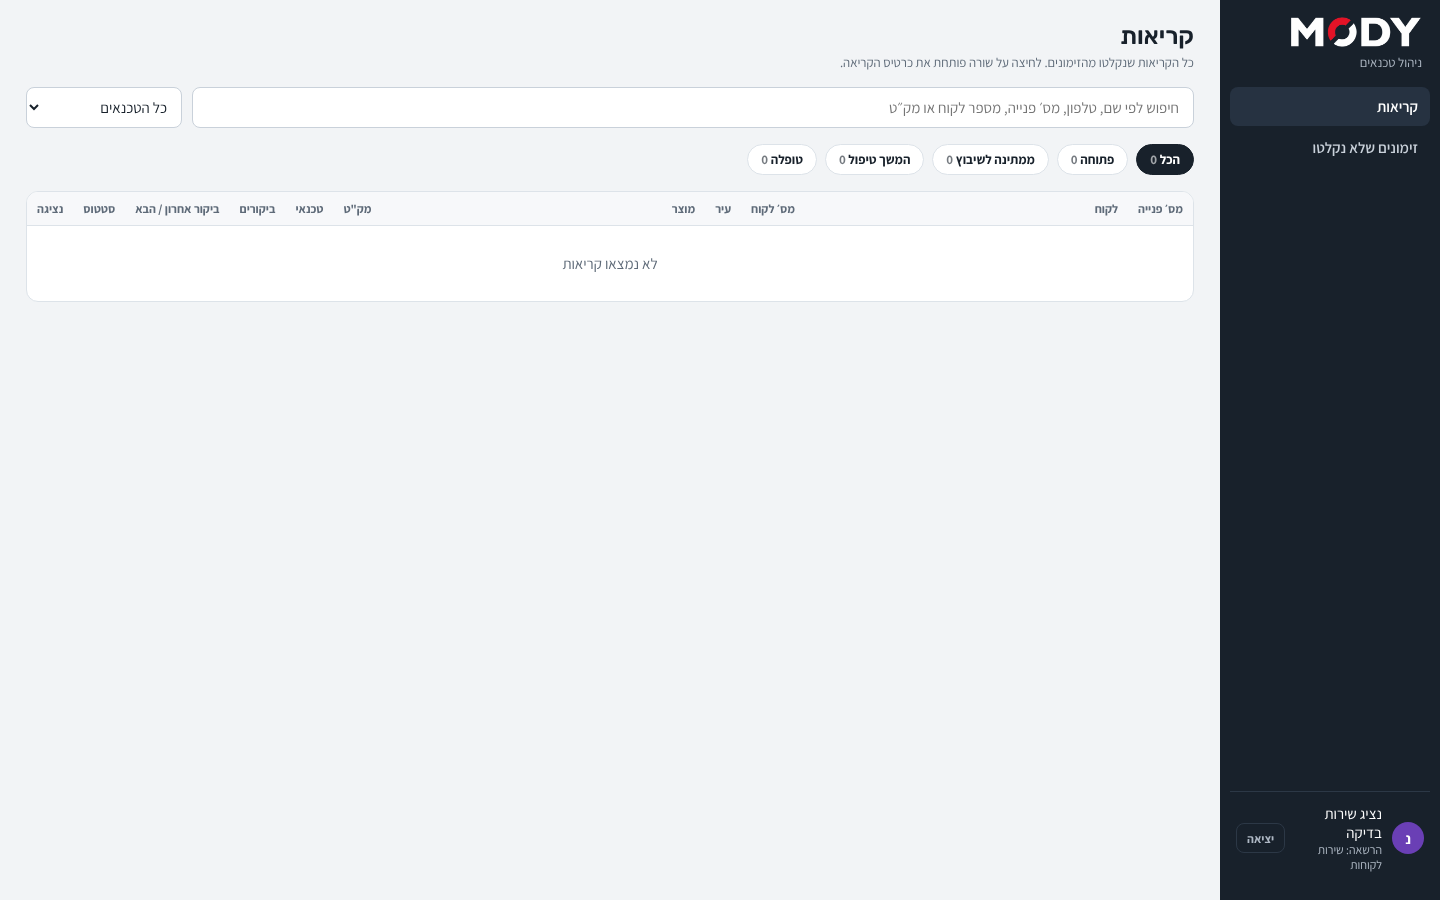 MODY
ניהול טכנאים
קריאות
זימונים שלא נקלטו
נציג שירות
בדיקה
הרשאה: שירות
לקוחות
נ
יציאה
קריאות
כל הקריאות שנקלטו מהזימונים. לחיצה על שורה פותחת את כרטיס הקריאה.
חיפוש לפי שם, טלפון, מס׳ פנייה, מספר לקוח או מק״ט
כל הטכנאים
הכל 0
פתוחה 0
ממתינה לשיבוץ 0
המשך טיפול 0
טופלה 0
מס׳ פנייה לקוח מס׳ לקוח עיר מוצר מק"ט טכנאי ביקורים ביקור אחרון / הבא סטטוס נציגה
לא נמצאו קריאות